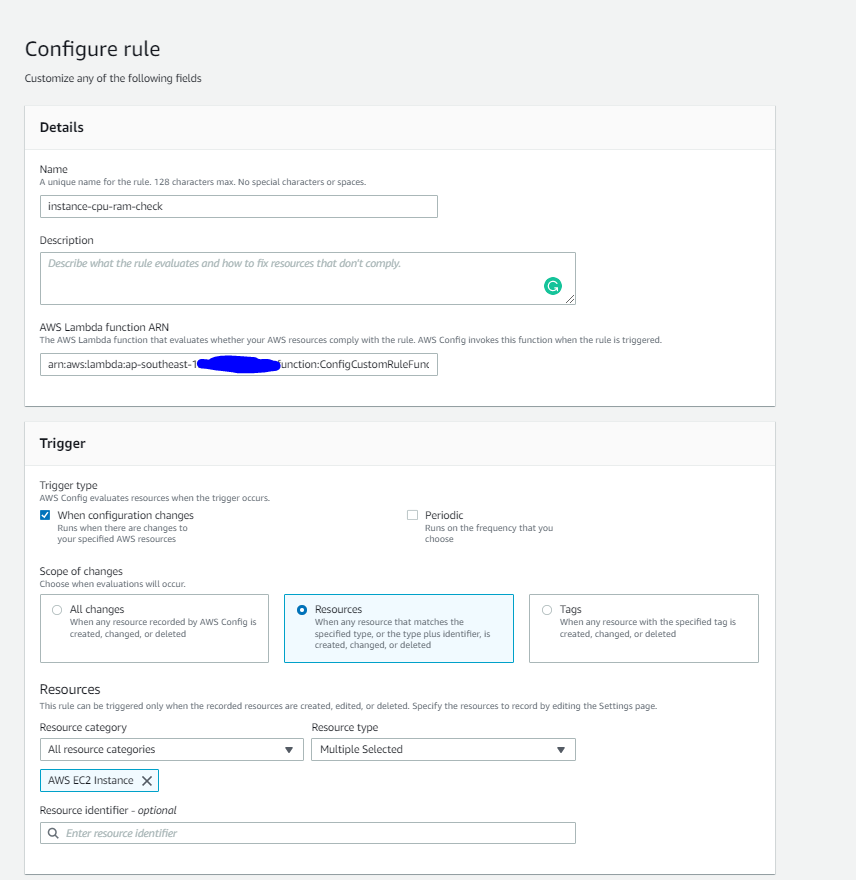 Configure rule
Customize any of the following fields
Details
Name
A unique name for the rule. 128 characters max. No special characters or spaces.
instance-cpu-ram-check
Description
Describe what the rule evaluates and how to fix resources that don't comply.
AWS Lambda function ARN
The AWS Lambda function that evaluates whether your AWS resources comply with the rule. AWS Config invokes this function when the rule is triggered.
arn:aws:lambda:ap-southeast-1 unction:ConfigCustomRuleFunc
Trigger
Trigger type
AWS Config evaluates resources when the trigger occurs.
When configuration changes
Runs when there are changes to
your specified AWS resources
Periodic
Runs on the frequency that you
choose
Scope of changes
Choose when evaluations will occur.
All changes
When any resource recorded by AWS Config is
created, changed, or deleted
Resources
When any resource that matches the
specified type, or the type plus identifier, is
created, changed, or deleted
Tags
When any resource with the specified tag is
created, changed, or deleted
Resources
This rule can be triggered only when the recorded resources are created, edited, or deleted. Specify the resources to record by editing the Settings page.
Resource category
Resource type
All resource categories
Multiple Selected
AWS EC2 Instance
Resource identifier - optional
Enter resource identifier